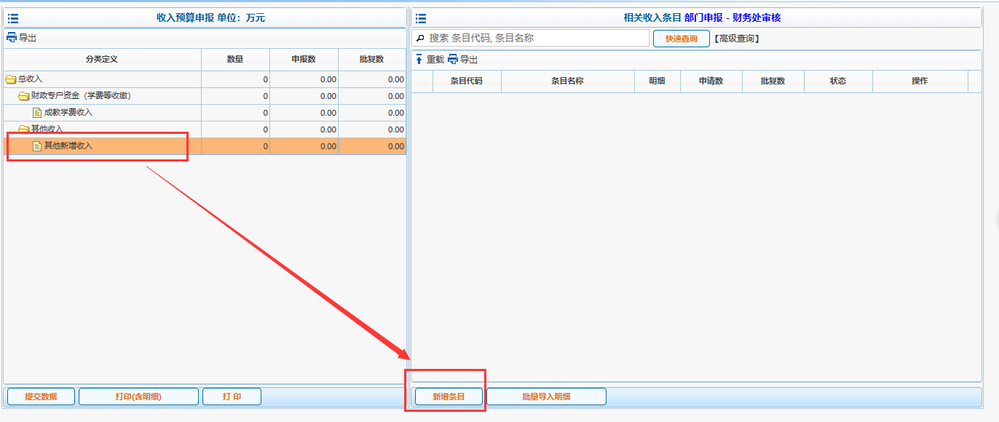 收入预算申报 单位：万元
导出
分类定义 数量 申报数 批复数
总收入 0 0.00 0.00
财政专户资金（学费等收缴） 0 0.00 0.00
成教学费收入 0 0.00 0.00
其他收入 0 0.00 0.00
其他新增收入 0 0.00 0.00
提交数据 打印(含明细) 打 印
相关收入条目 部门申报 - 财务处审核
搜索 条目代码, 条目名称 快速查询 【高级查询】
重载 导出
条目代码 条目名称 明细 申请数 批复数 状态 操作
新增条目 批量导入明细